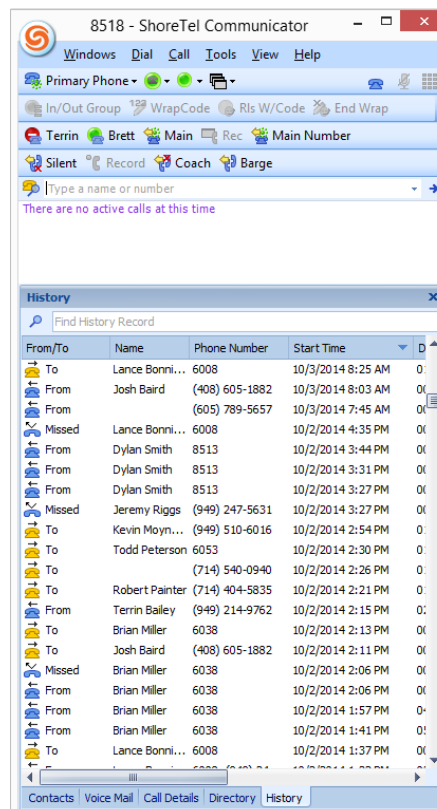 8518 - ShoreTel Communicator
Windows Dial Call Tools View Help
Primary Phone
In/Out Group WrapCode Rls W/Code End Wrap
Terrin Brett Main Rec Main Number
Silent Record Coach Barge
Type a name or number
There are no active calls at this time
History
Find History Record
From/To Name Phone Number Start Time D
To Lance Bonni... 6008 10/3/2014 8:25 AM
From Josh Baird (408) 605-1882 10/3/2014 8:03 AM
From (605) 789-5657 10/3/2014 7:45 AM
Missed Lance Bonni... 6008 10/2/2014 4:35 PM
From Dylan Smith 8513 10/2/2014 3:44 PM
From Dylan Smith 8513 10/2/2014 3:31 PM
From Dylan Smith 8513 10/2/2014 3:27 PM
Missed Jeremy Riggs (949) 247-5631 10/2/2014 3:27 PM
To Kevin Moyn... (949) 510-6016 10/2/2014 2:54 PM
To Todd Peterson 6053 10/2/2014 2:30 PM
To (714) 540-0940 10/2/2014 2:26 PM
To Robert Painter (714) 404-5835 10/2/2014 2:21 PM
From Terrin Bailey (949) 214-9762 10/2/2014 2:15 PM
To Brian Miller 6038 10/2/2014 2:13 PM
To Josh Baird (408) 605-1882 10/2/2014 2:11 PM
Missed Brian Miller 6038 10/2/2014 2:06 PM
From Brian Miller 6038 10/2/2014 2:06 PM
From Brian Miller 6038 10/2/2014 1:57 PM
From Brian Miller 6038 10/2/2014 1:41 PM
To Lance Bonni... 6008 10/2/2014 1:37 PM
Contacts Voice Mail Call Details Directory History